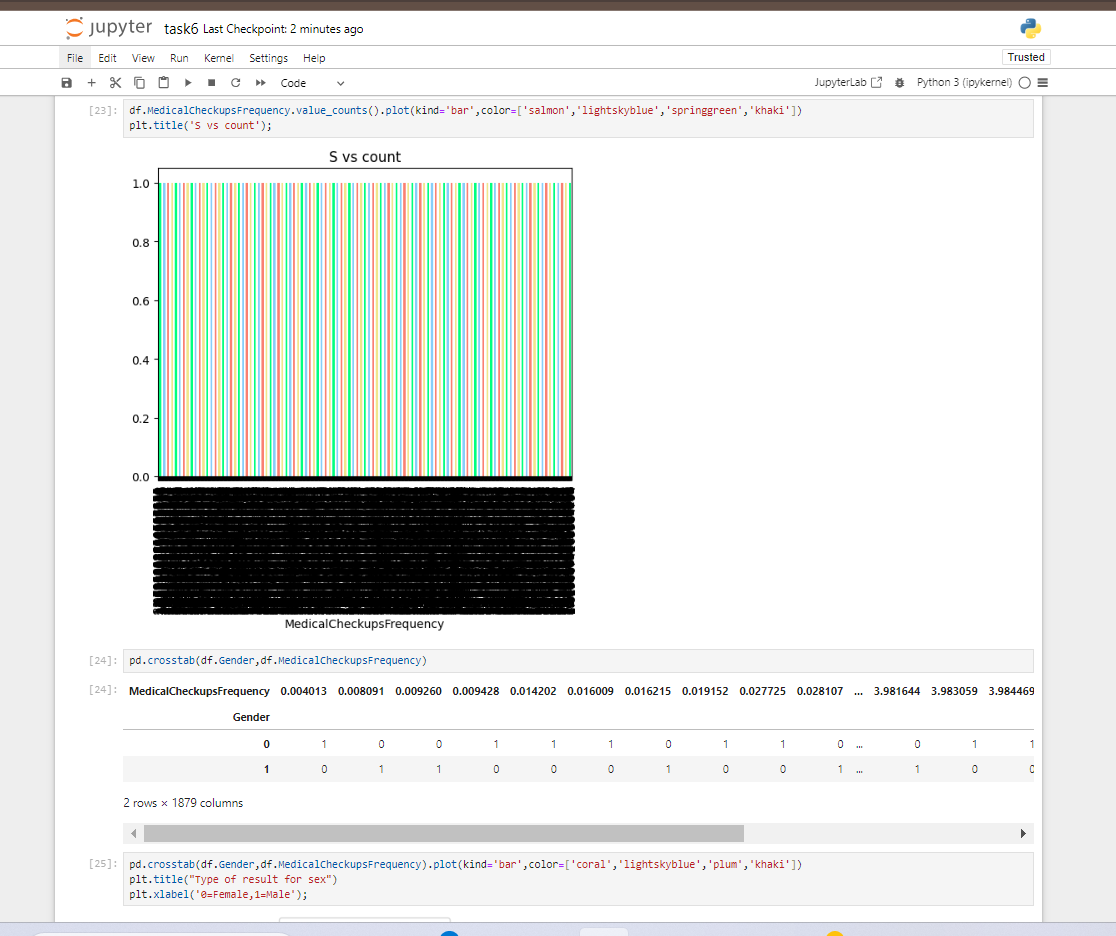 jupyter task6 Last Checkpoint: 2 minutes ago
File Edit View Run Kernel Settings Help
Trusted
Code
JupyterLab Python 3 (ipykernel)
[23]: df.MedicalCheckupsFrequency.value_counts().plot(kind='bar',color=['salmon','lightskyblue','springgreen','khaki'])
plt.title('S vs count');
S vs count
1.0
0.8
0.6
0.4
0.2
0.0
MedicalCheckupsFrequency
[24]: pd.crosstab(df.Gender,df.MedicalCheckupsFrequency)
[24]: MedicalCheckupsFrequency 0.004013 0.008091 0.009260 0.009428 0.014202 0.016009 0.016215 0.019152 0.027725 0.028107 ... 3.981644 3.983059 3.984469
Gender
0 1 0 0 1 1 1 0 1 1 0 ... 0 1 1
1 0 1 1 0 0 0 1 0 0 1 ... 1 0 0
2 rows × 1879 columns
[25]: pd.crosstab(df.Gender,df.MedicalCheckupsFrequency).plot(kind='bar',color=['coral','lightskyblue','plum','khaki'])
plt.title("Type of result for sex")
plt.xlabel('0=Female,1=Male');